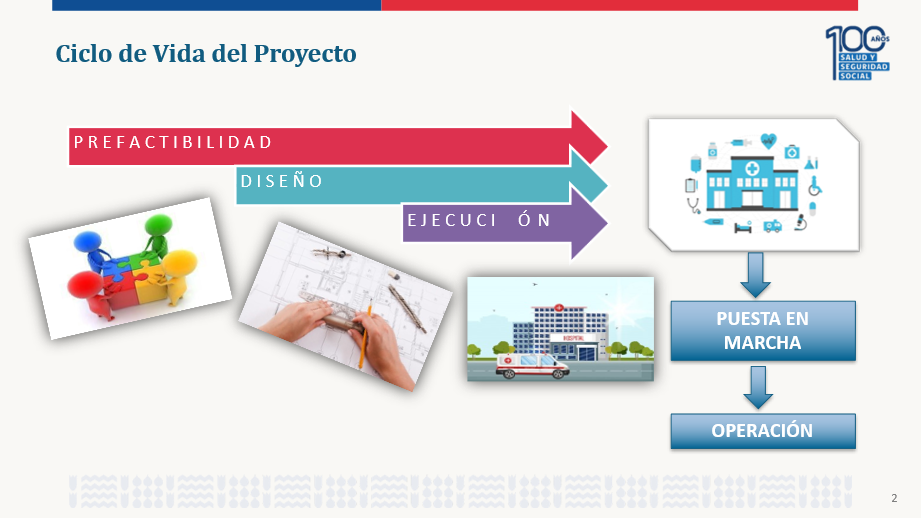 Ciclo de Vida del Proyecto
100 AÑOS
SALUD Y
SEGURIDAD
SOCIAL
PREFACTIBILIDAD
DISEÑO
EJECUCI ÓN
PUESTA EN
MARCHA
OPERACIÓN
2